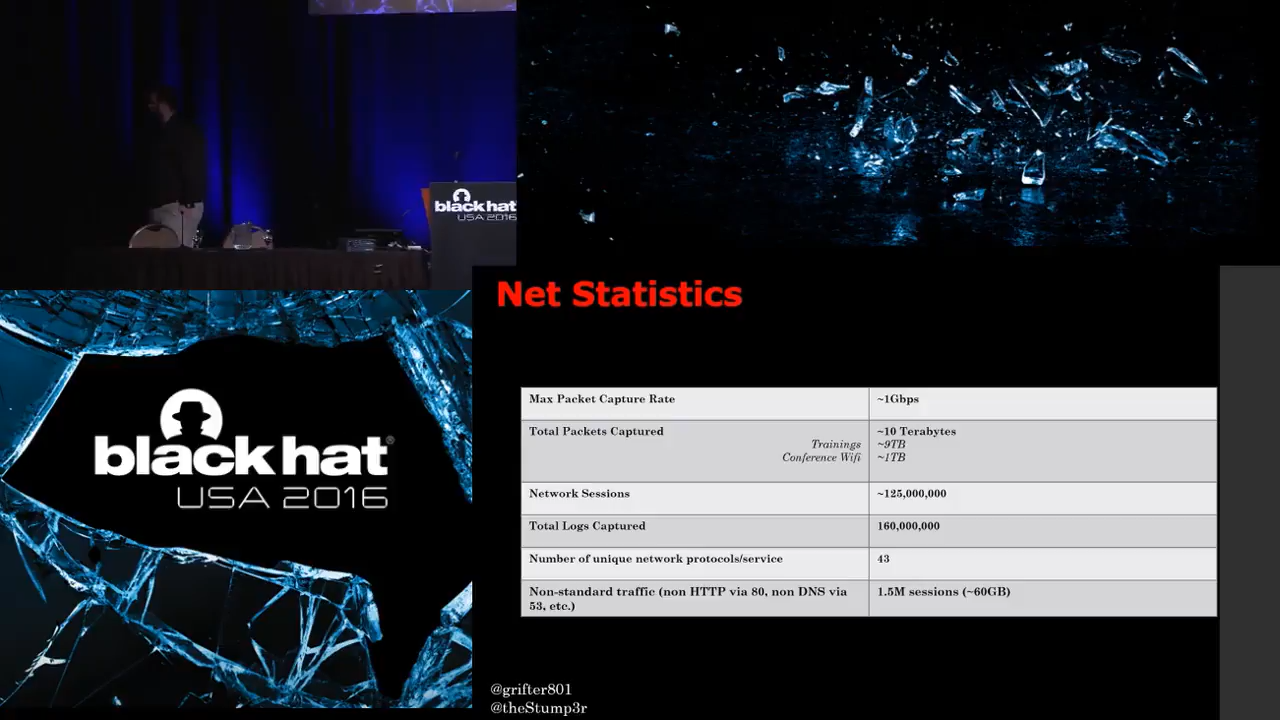 black hat
USA 2016
Net Statistics
black hat®
USA 2016
Max Packet Capture Rate ~1Gbps
Total Packets Captured ~10 Terabytes
Trainings ~9TB
Conference Wifi ~1TB
Network Sessions ~125,000,000
Total Logs Captured 160,000,000
Number of unique network protocols/service 43
Non-standard traffic (non HTTP via 80, non DNS via 1.5M sessions (~60GB)
53, etc.)
@grifter801
@theStump3r